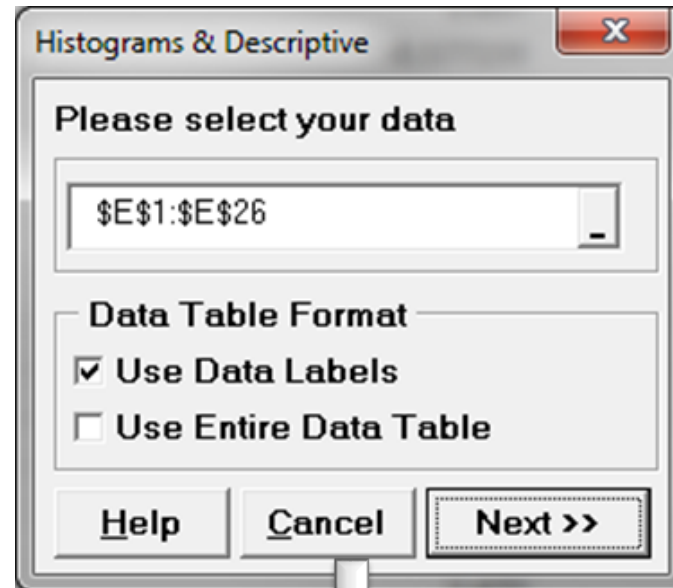 Histograms & Descriptive
X
Please select your data
$E$1:$E$26
Data Table Format
Use Data Labels
Use Entire Data Table
Help Cancel Next >>